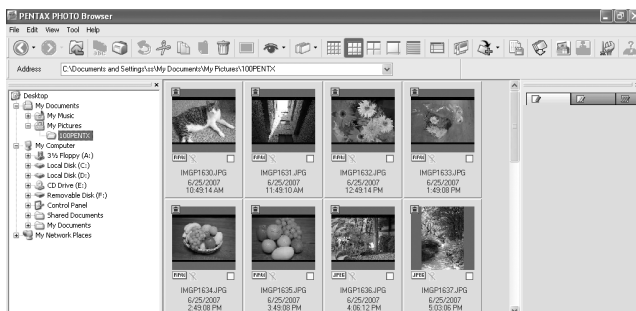 PENTAX PHOTO Browser
File Edit View Tool Help
Address C:\Documents and Settings\ss\My Documents\My Pictures\100PENTX
Desktop
My Documents
My Music
My Pictures
100PENTX
My Computer
3½ Floppy (A:)
Local Disk (C:)
Local Disk (D:)
CD Drive (E:)
Removable Disk (F:)
Control Panel
Shared Documents
My Documents
My Network Places
IMGP1630.JPG
6/25/2007
10:49:14 AM
IMGP1631.JPG
6/25/2007
11:49:10 AM
IMGP1632.JPG
6/25/2007
12:49:14 PM
IMGP1633.JPG
6/25/2007
1:49:08 PM
IMGP1634.JPG
6/25/2007
2:49:08 PM
IMGP1635.JPG
6/25/2007
3:49:08 PM
JPEG
IMGP1636.JPG
6/25/2007
4:06:12 PM
JPEG
IMGP1637.JPG
6/25/2007
5:03:06 PM